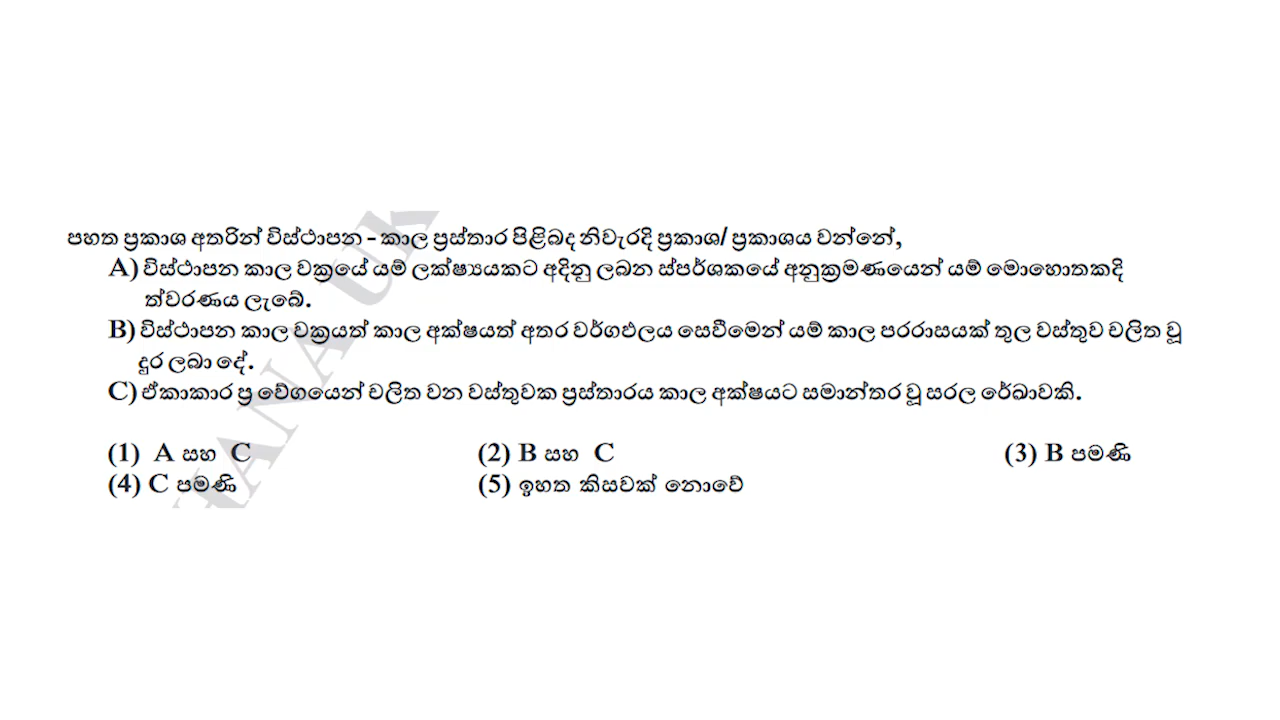 පහත ප්‍රකාශ අතරින් විස්ථාපන - කාල ප්‍රස්තාර පිළිබද නිවැරදි ප්‍රකාශ/ ප්‍රකාශය වන්නේ,
A) විස්ථාපන කාල වක්‍රයේ යම් ලක්ෂ්‍යයකට අදිනු ලබන ස්පර්ශකයේ අනුක්‍රමණයෙන් යම් මොහොතකදි
ත්වරණය ලැබේ.
B) විස්ථාපන කාල වක්‍රයත් කාල අක්ෂයත් අතර වර්ගඵලය සෙවීමෙන් යම් කාල පරරාසයක් තුල වස්තුව චලිත වූ
දුර ලබා දේ.
C) ඒකාකාර ප්‍ර වේගයෙන් චලිත වන වස්තුවක ප්‍රස්තාරය කාල අක්ෂයට සමාන්තර වූ සරල රේඛාවකි.
(1) A සහ C (2) B සහ C (3) B පමණි
(4) C පමණි (5) ඉහත කිසවක් නොවේ